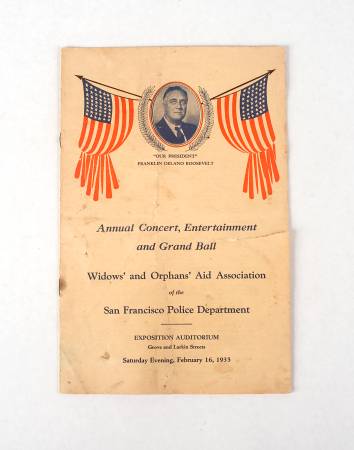 "OUR PRESIDENT"
FRANKLIN DELANO ROOSEVELT
Annual Concert, Entertainment
and Grand Ball
Widows' and Orphans' Aid Association
of the
San Francisco Police Department
EXPOSITION AUDITORIUM
Grove and Larkin Streets
Saturday Evening, February 16, 1935